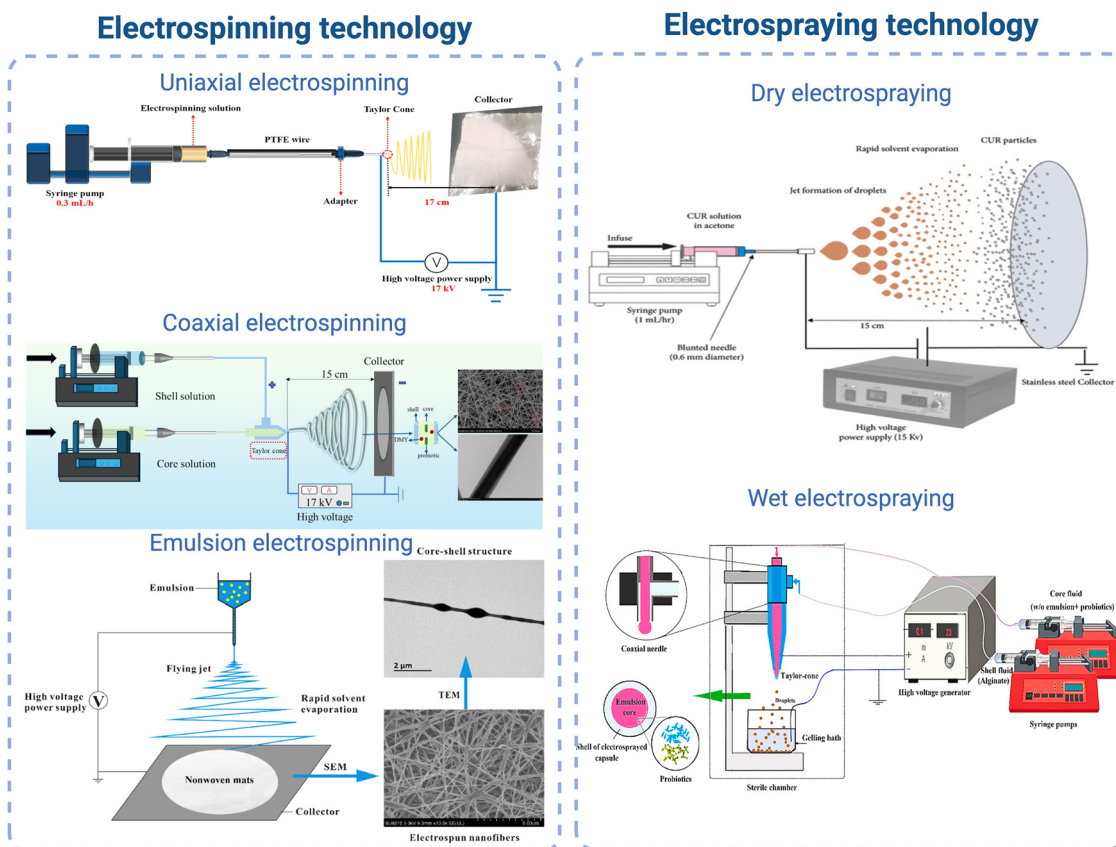 Electrospinning technology
Uniaxial electrospinning
Electrospinning solution
Taylor Cone
Collector
PTFE wire
Syringe pump
0.3 mL/h
Adapter
17 cm
V
High voltage power supply
17 kV
Coaxial electrospinning
Shell solution
Core solution
+
15 cm
Collector
−
Taylor cone
shell core
DMY
probiotic
V A
17 kV
High voltage
Emulsion electrospinning
Emulsion
Flying jet
High voltage
power supply
V
Rapid solvent
evaporation
Nonwoven mats
Collector
SEM
Core-shell structure
2 μm
TEM
Electrospun nanofibers
Electrospraying technology
Dry electrospraying
CUR particles
Rapid solvent evaporation
Jet formation of droplets
CUR solution
in acetone
Infuse
Syringe pump
(1 mL/hr)
Blunted needle
(0.6 mm diameter)
15 cm
Stainless steel Collector
High voltage
power supply (15 Kv)
Wet electrospraying
Coaxial needle
Taylor-cone
Droplets
Gelling bath
Sterile chamber
Emulsion
core
Shell of electrosprayed
capsule
Probiotics
0.1 23
m kV
A
+
−
High voltage generator
Core fluid
(w/o emulsion+ probiotics)
Shell fluid
(Alginate)
Syringe pumps